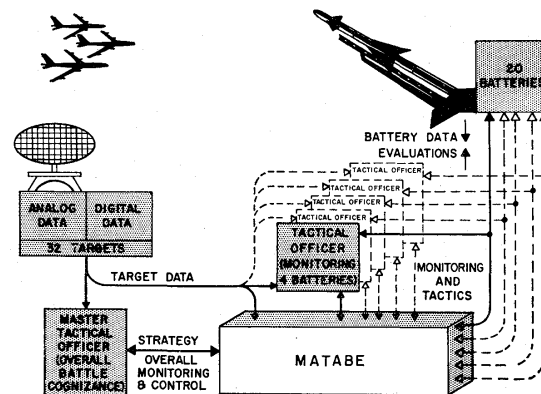 20
BATTERIES
BATTERY DATA
EVALUATIONS
TACTICAL OFFICER
TACTICAL OFFICER
TACTICAL OFFICER
TACTICAL OFFICER
ANALOG DATA
DIGITAL DATA
32 TARGETS
TACTICAL
OFFICER
(MONITORING
4 BATTERIES)
TARGET DATA
MONITORING
AND
TACTICS
MASTER
TACTICAL
OFFICER
(OVERALL
BATTLE
COGNIZANCE)
STRATEGY
OVERALL
MONITORING
& CONTROL
MATABE